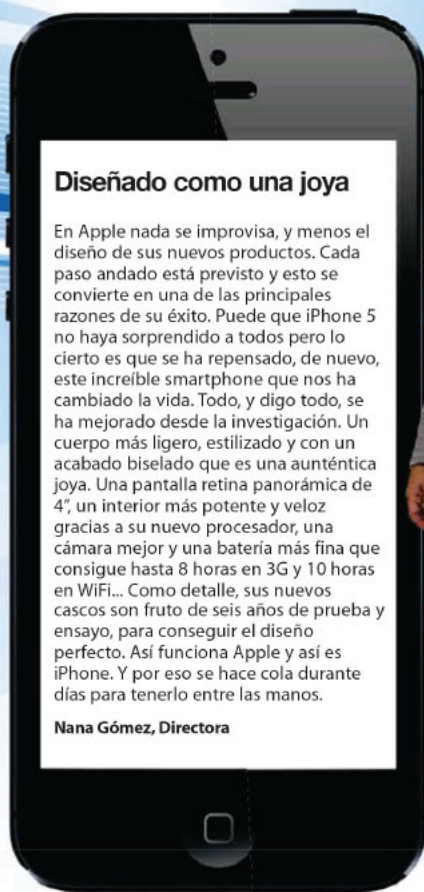 Diseñado como una joya
En Apple nada se improvisa, y menos el
diseño de sus nuevos productos. Cada
paso andado está previsto y esto se
convierte en una de las principales
razones de su éxito. Puede que iPhone 5
no haya sorprendido a todos pero lo
cierto es que se ha repensado, de nuevo,
este increíble smartphone que nos ha
cambiado la vida. Todo, y digo todo, se
ha mejorado desde la investigación. Un
cuerpo más ligero, estilizado y con un
acabado biselado que es una aunténtica
joya. Una pantalla retina panorámica de
4”, un interior más potente y veloz
gracias a su nuevo procesador, una
cámara mejor y una batería más fina que
consigue hasta 8 horas en 3G y 10 horas
en WiFi... Como detalle, sus nuevos
cascos son fruto de seis años de prueba y
ensayo, para conseguir el diseño
perfecto. Así funciona Apple y así es
iPhone. Y por eso se hace cola durante
días para tenerlo entre las manos.
Nana Gómez, Directora